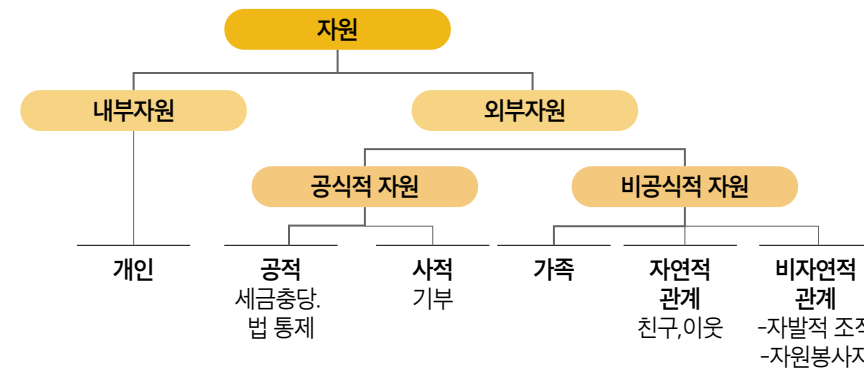 자원
내부자원
외부자원
공식적 자원
비공식적 자원
개인
공적
세금충당.
법 통제
사적
기부
가족
자연적
관계
친구,이웃
비자연적
관계
-자발적
-자원봉사자